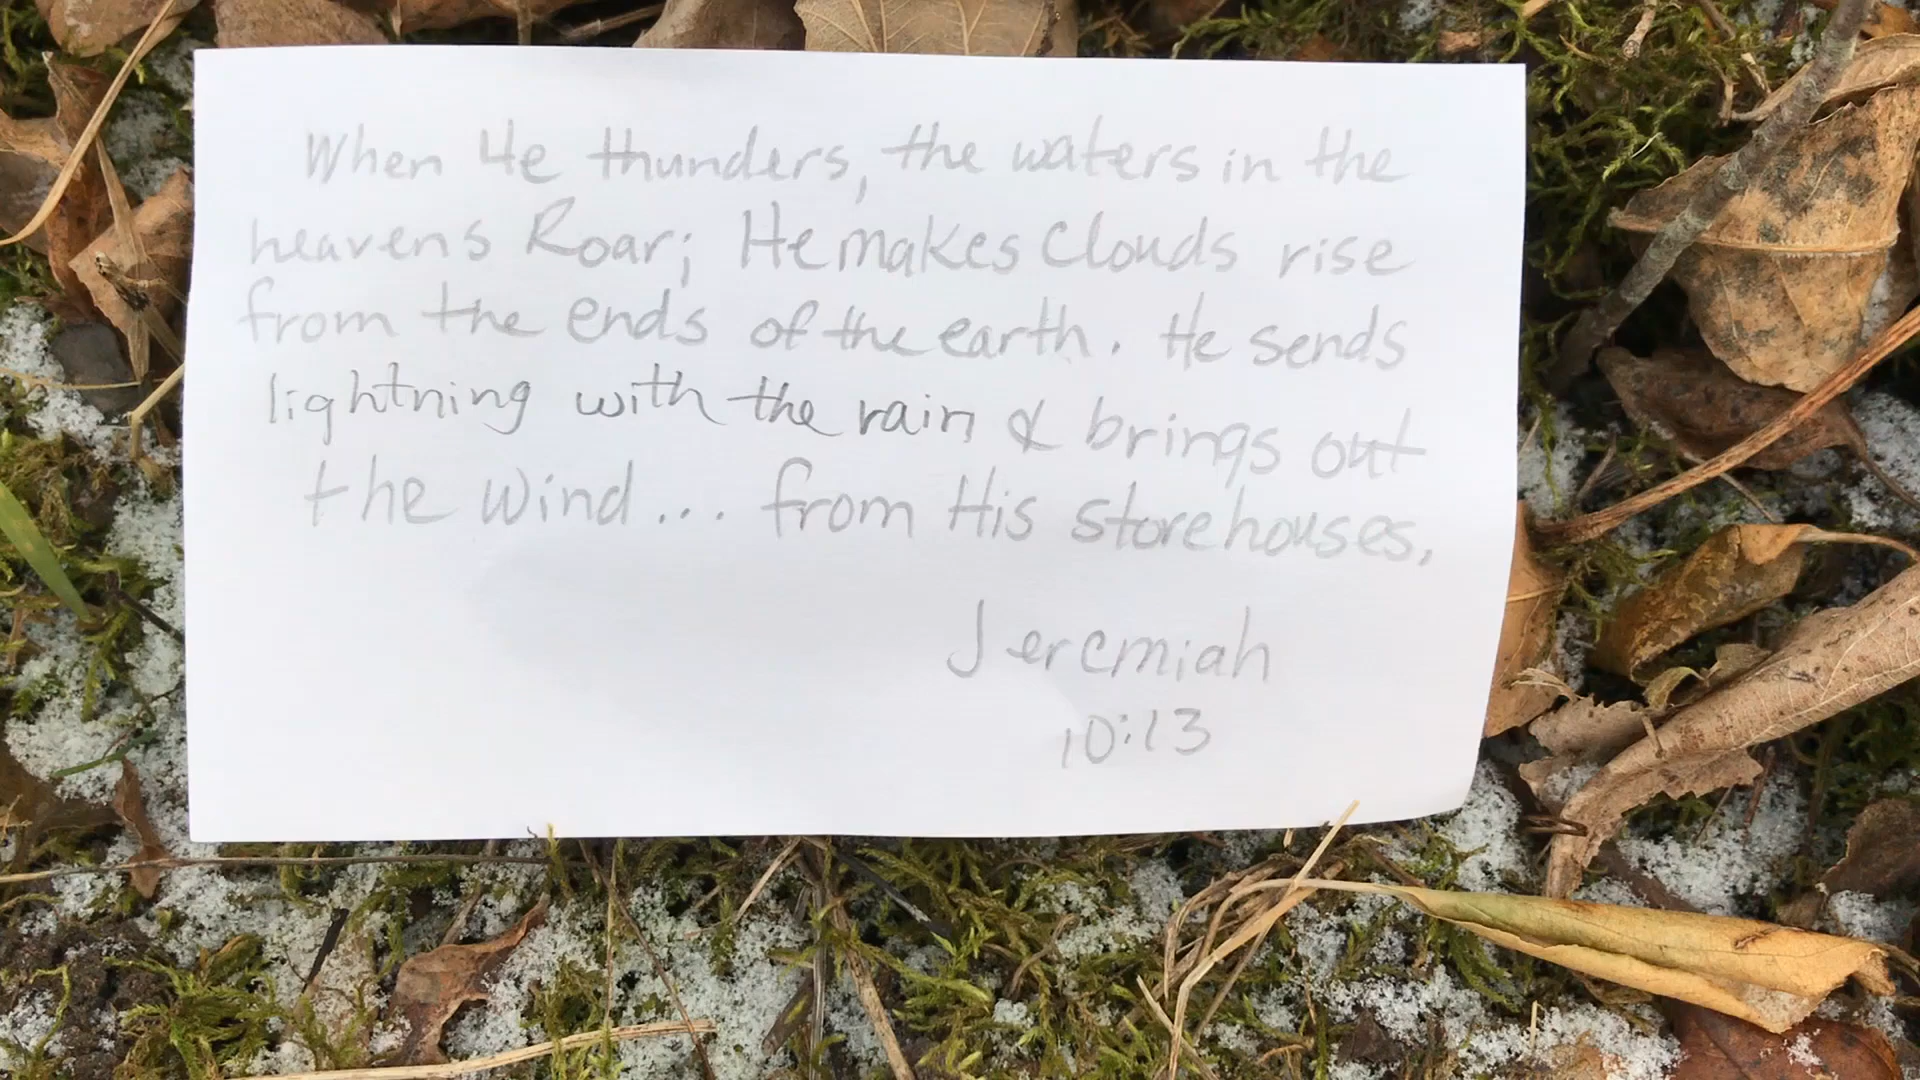 When He thunders, the waters in the
heavens Roar; He makes Clouds rise
from the ends of the earth. He sends
lightning with the rain & brings out
the wind... from His storehouses,
Jeremiah
10:13